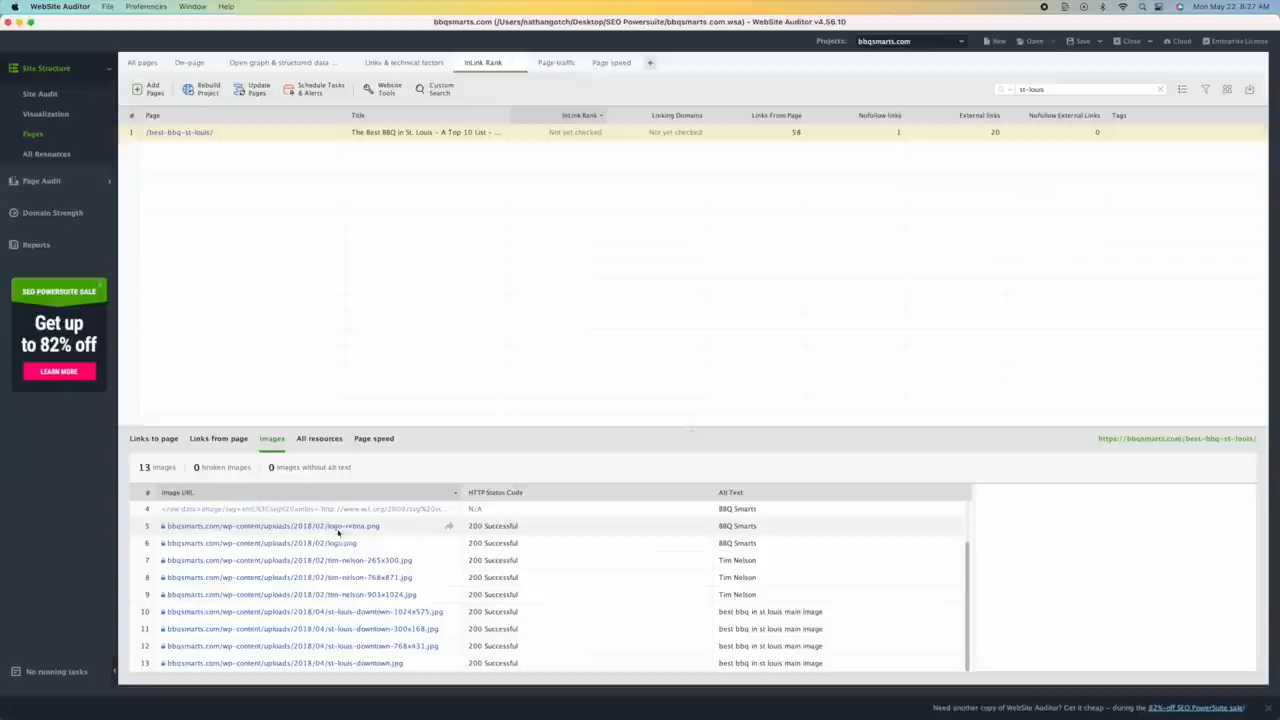 WebSite Auditor File Preferences Window Help Mon May 22 8:27 AM
bbqsmarts.com (/Users/nathangotch/Desktop/SEO Powersuite/bbqsmarts.com.wsa) - WebSite Auditor v4.56.10
Projects: bbqsmarts.com New Open Save Close Cloud Enterprise License
Site Structure
Site Audit
Visualization
Pages
All Resources
Page Audit
Domain Strength
Reports
SEO POWERSUITE SALE
Get up
to 82% off
LEARN MORE
No running tasks
All pages On-page Open graph & structured data ... Links & technical factors InLink Rank Page traffic Page speed
Add Pages Rebuild Project Update Pages Schedule Tasks & Alerts Website Tools Custom Search st-louis
# Page Title InLink Rank Linking Domains Links From Page Nofollow links External links Nofollow External Links Tags
1 /best-bbq-st-louis/ The Best BBQ in St. Louis - A Top 10 List - ... Not yet checked Not yet checked 58 1 20 0
Links to page Links from page Images All resources Page speed https://bbqsmarts.com/best-bbq-st-louis/
13 images 0 broken images 0 images without alt text
# Image URL HTTP Status Code Alt Text
4 N/A BBQ Smarts
5 bbqsmarts.com/wp-content/uploads/2018/02/logo-retina.png 200 Successful BBQ Smarts
6 bbqsmarts.com/wp-content/uploads/2018/02/logo.png 200 Successful BBQ Smarts
7 bbqsmarts.com/wp-content/uploads/2018/02/tim-nelson-265x300.jpg 200 Successful Tim Nelson
8 bbqsmarts.com/wp-content/uploads/2018/02/tim-nelson-768x871.jpg 200 Successful Tim Nelson
9 bbqsmarts.com/wp-content/uploads/2018/02/tim-nelson-903x1024.jpg 200 Successful Tim Nelson
10 bbqsmarts.com/wp-content/uploads/2018/04/st-louis-downtown-1024x575.jpg 200 Successful best bbq in st louis main image
11 bbqsmarts.com/wp-content/uploads/2018/04/st-louis-downtown-300x168.jpg 200 Successful best bbq in st louis main image
12 bbqsmarts.com/wp-content/uploads/2018/04/st-louis-downtown-768x431.jpg 200 Successful best bbq in st louis main image
13 bbqsmarts.com/wp-content/uploads/2018/04/st-louis-downtown.jpg 200 Successful best bbq in st louis main image
Need another copy of WebSite Auditor? Get it cheap - during the 82%-off SEO PowerSuite sale!